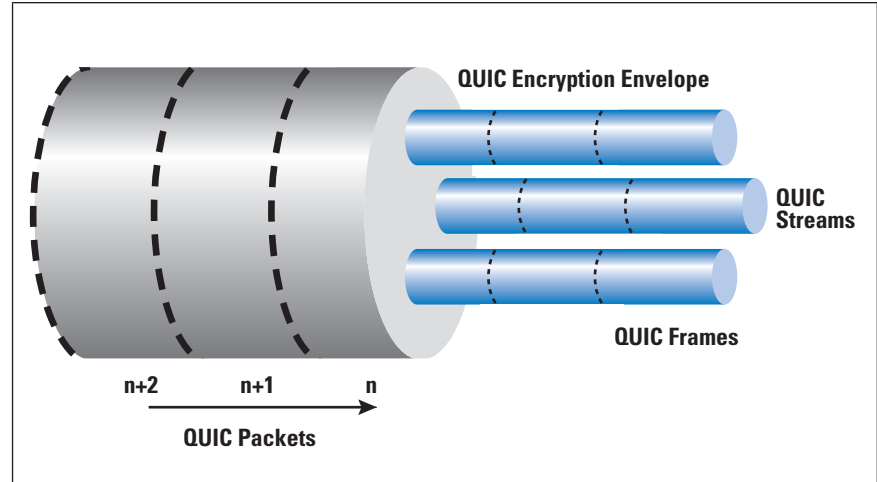 QUIC Encryption Envelope
QUIC
Streams
QUIC Frames
n+2 n+1 n
QUIC Packets